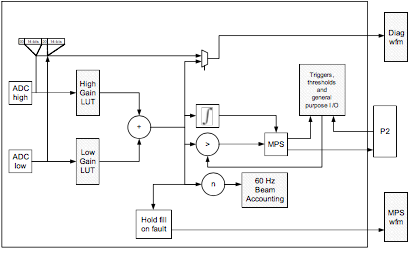 Diag
wfm
ADC
high
High
Gain
LUT
Triggers,
thresholds
and
general
purpose I/O
+
P2
>
MPS
ADC
low
Low
Gain
LUT
n
60 Hz
Beam
Accounting
Hold fill
on fault
MPS
wfm